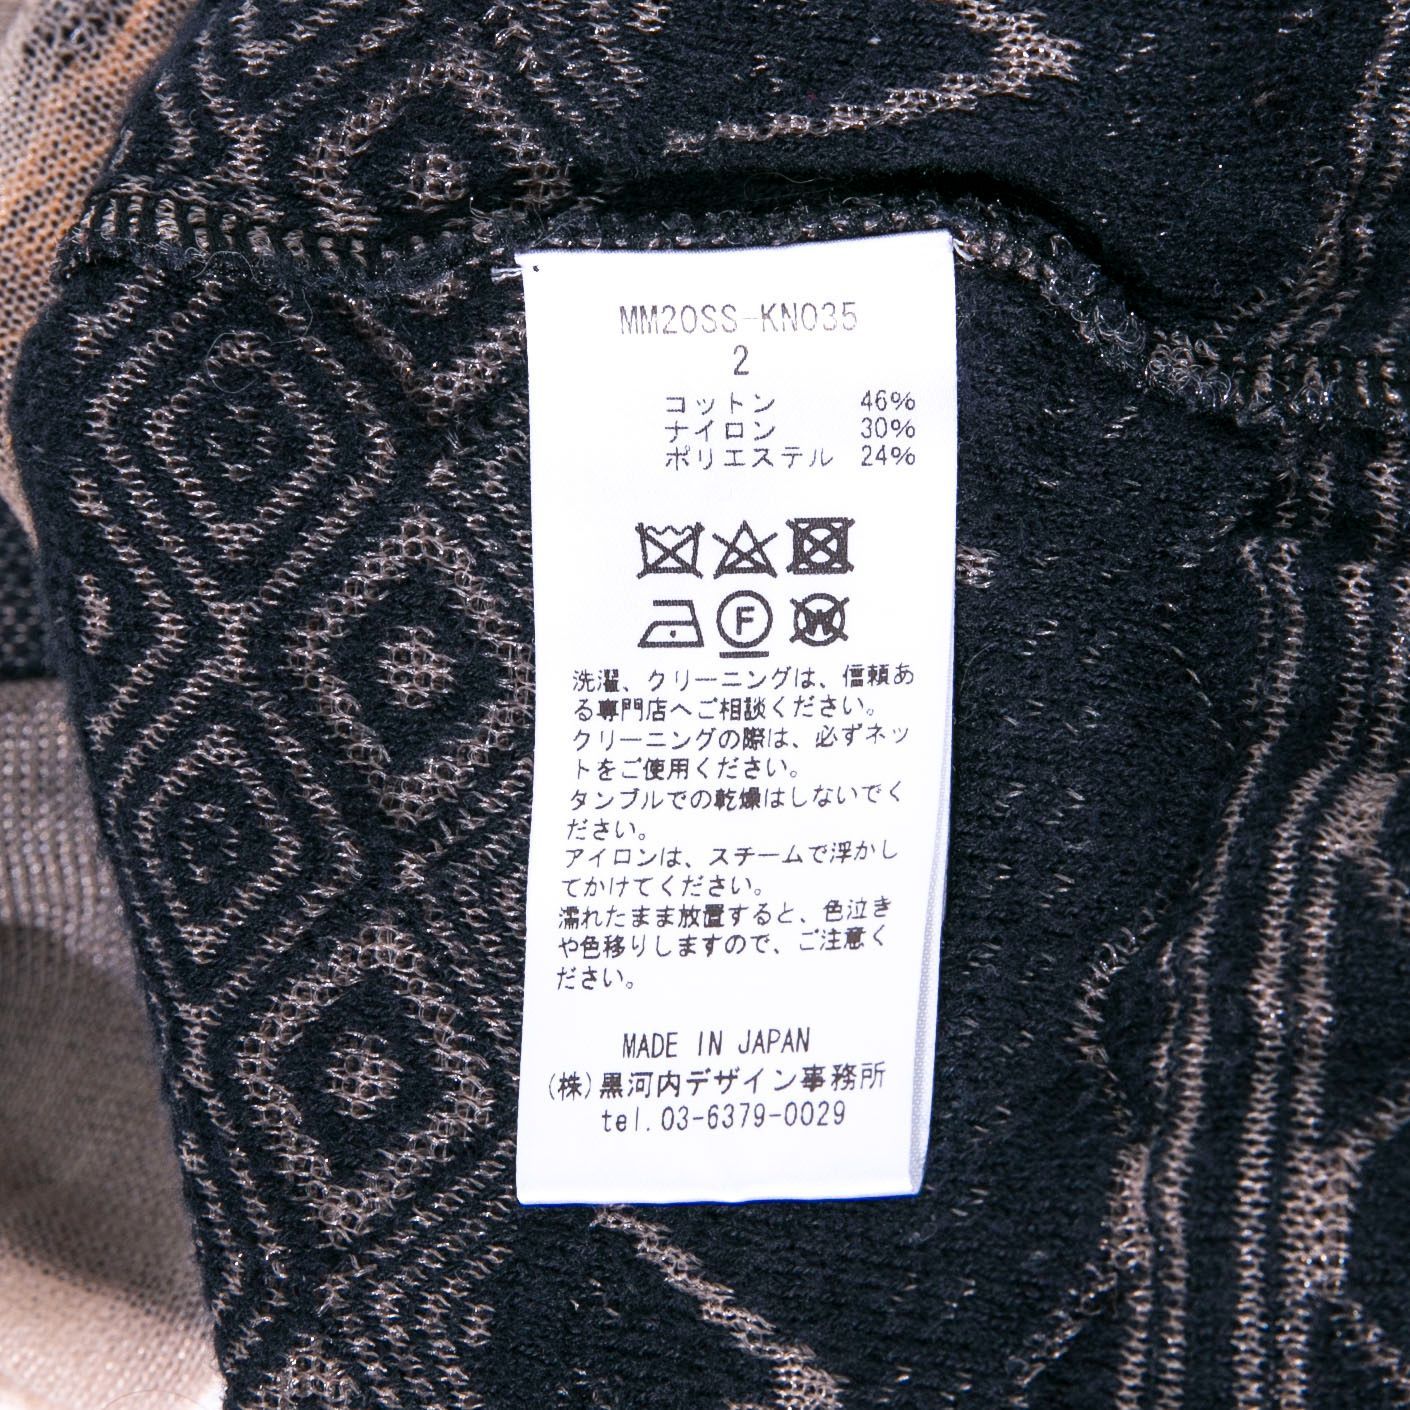 MM20SS-KN035
2
コットン 46%
ナイロン 30%
ポリエステル 24%
F
W
洗濯、クリーニングは、信頼あ
る専門店へご相談ください。
クリーニングの際は、必ずネッ
トをご使用ください。
タンブルでの乾燥はしないでく
ださい。
アイロンは、スチームで浮かし
てかけてください。
濡れたまま放置すると、色泣き
や色移りしますので、ご注意く
ださい。
MADE IN JAPAN
(株)黒河内デザイン事務所
tel.03-6379-0029